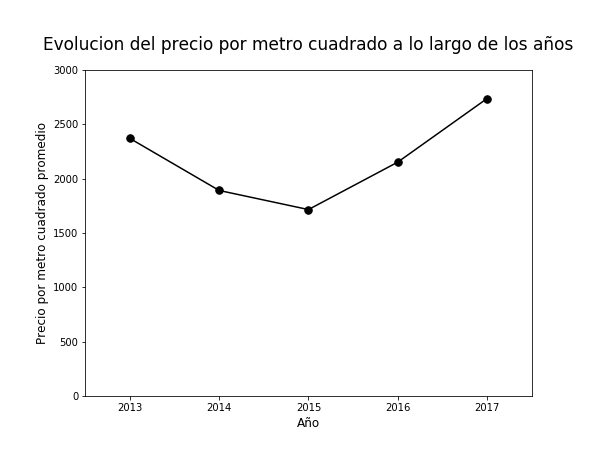 Evolucion del precio por metro cuadrado a lo largo de los años
3000
2500
2000
1500
1000
500
0
Precio por metro cuadrado promedio
2013 2014 2015 2016 2017
Año